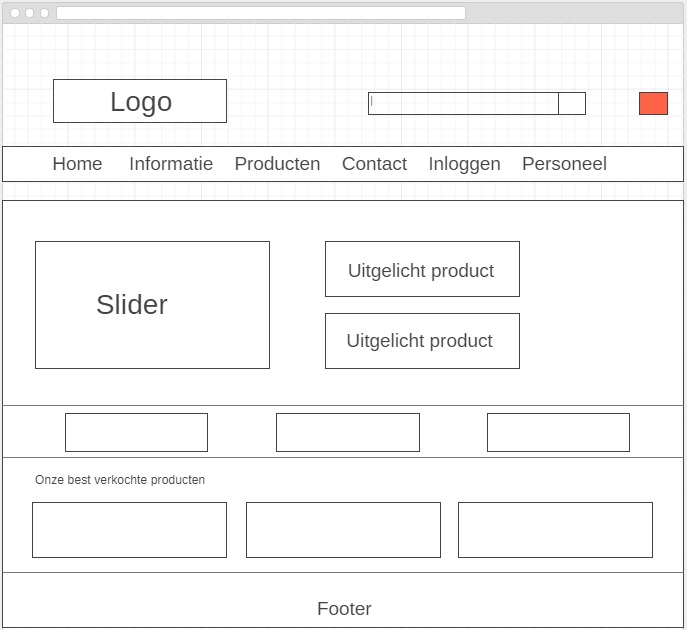 Logo
Home Informatie Producten Contact Inloggen Personeel
Slider
Uitgelicht product
Uitgelicht product
Onze best verkochte producten
Footer